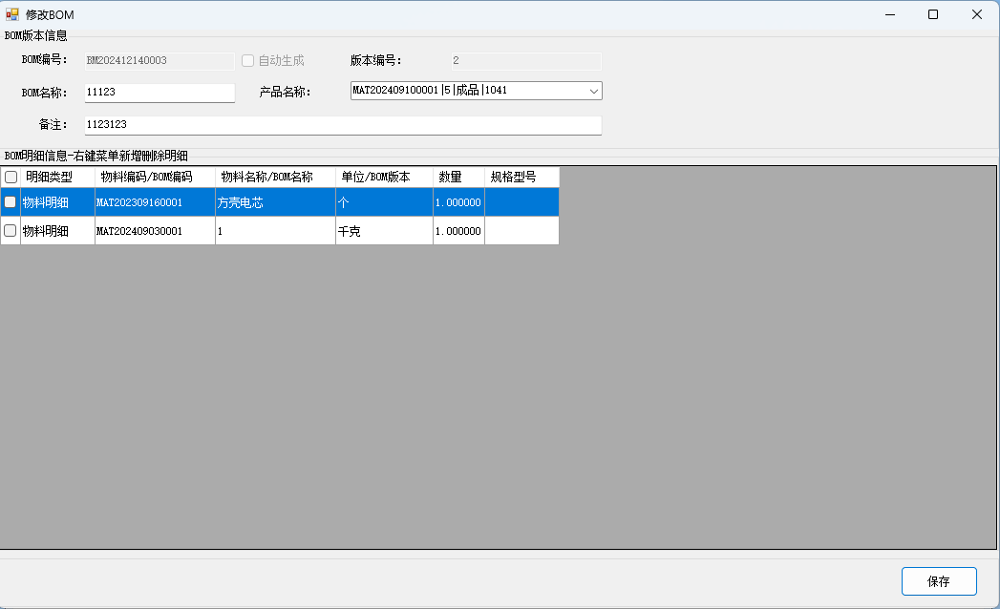 修改BOM
BOM版本信息
BOM编号: BM202412140003 自动生成 版本编号: 2
BOM名称: 11123 产品名称: MAT202409100001|5|成品|1041
备注: 1123123
BOM明细信息-右键菜单新增删除明细
明细类型 物料编码/BOM编码 物料名称/BOM名称 单位/BOM版本 数量 规格型号
物料明细 MAT202309160001 方壳电芯 个 1.000000
物料明细 MAT202409030001 1 千克 1.000000
保存